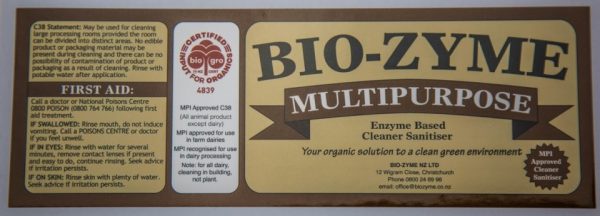 C38 Statement: May be used for cleaning
large processing rooms provided the room
can be divided into distinct areas. No edible
product or packaging material may be
present during cleaning and there can be no
possibility of contamination of product or
packaging as a result of cleaning. Rinse with
potable water after application.
FIRST AID:
Call a doctor or National Poisons Centre
0800 POISON (0800 764 766) following first
aid treatment.
IF SWALLOWED: Rinse mouth, do not induce
vomiting. Call a POISONS CENTRE or doctor
if you feel unwell.
IF IN EYES: Rinse with water for several
minutes, remove contact lenses if present
and easy to do, continue rinsing. Seek advice
if irritation persists.
IF ON SKIN: Rinse skin with plenty of water.
Seek advice if irritation persists.
CERTIFIED
INPUT FOR ORGANICS
bio gro
4839
MPI Approved C38
(All animal product
except dairy)
MPI approved for use
in farm dairies
MPI recognised for use
in dairy processing
Note: for all dairy,
cleaning in building,
not plant.
BIO-ZYME
MULTIPURPOSE
Enzyme Based
Cleaner Sanitiser
Your organic solution to a clean green environment
BIO-ZYME NZ LTD
12 Wigram Close, Christchurch
Phone 0800 24 69 96
email: office@biozyme.co.nz
MPI
Approved
Cleaner
Sanitiser